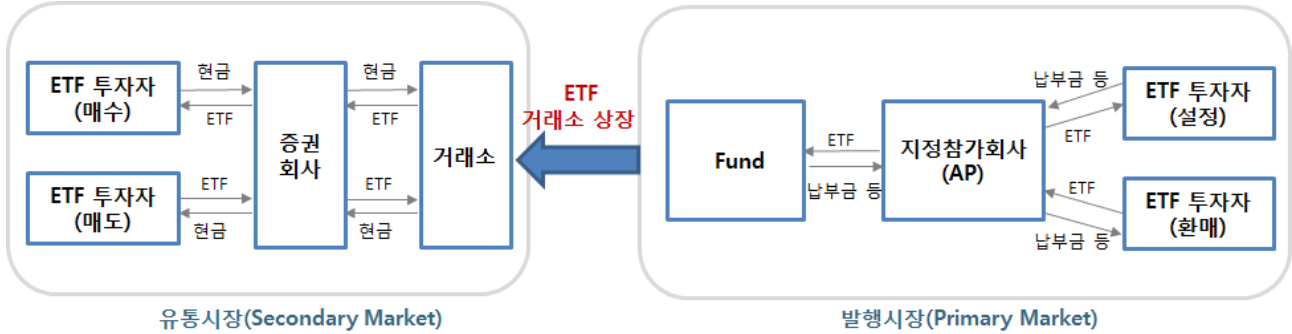 ETF 투자자
(매수)
현금
ETF
ETF 투자자
(매도)
ETF
현금
증권
회사
현금
ETF
ETF
현금
거래소
유통시장(Secondary Market)
ETF
거래소 상장
Fund
ETF
납부금 등
지정참가회사
(AP)
납부금 등
ETF
ETF 투자자
(설정)
ETF
납부금 등
ETF 투자자
(환매)
발행시장(Primary Market)